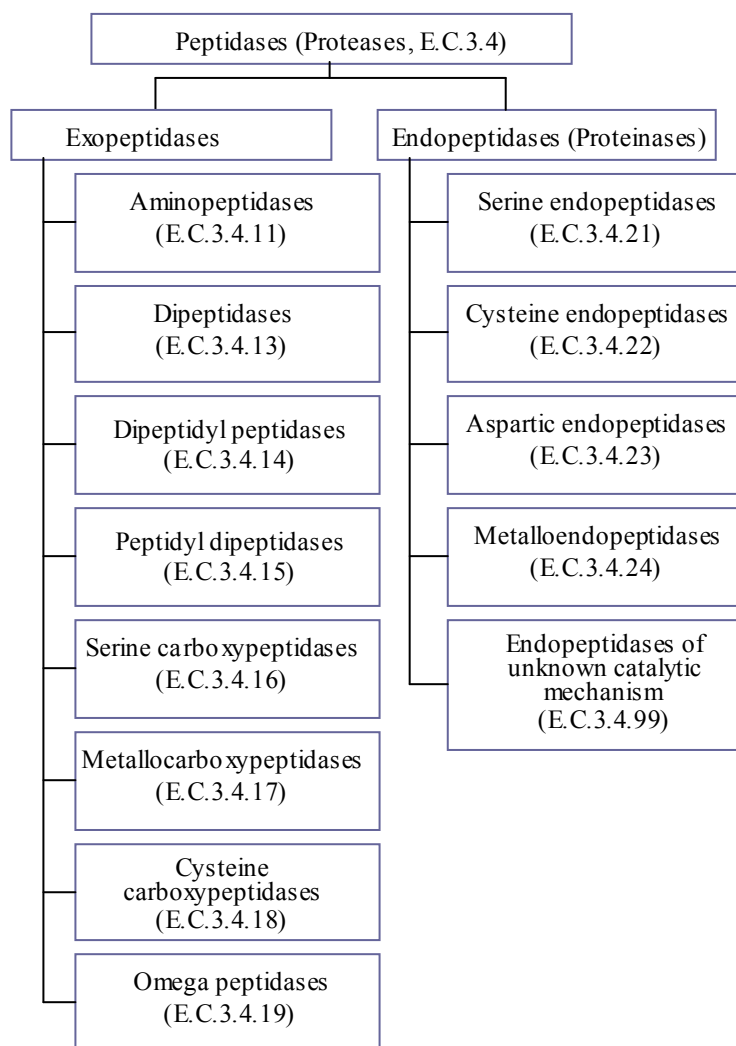 Peptidases (Proteases, E.C.3.4)
Exopeptidases
Aminopeptidases
(E.C.3.4.11)
Dipeptidases
(E.C.3.4.13)
Dipeptidyl peptidases
(E.C.3.4.14)
Peptidyl dipeptidases
(E.C.3.4.15)
Serine carboxypeptidases
(E.C.3.4.16)
Metallocarboxypeptidases
(E.C.3.4.17)
Cysteine
carboxypeptidases
(E.C.3.4.18)
Omega peptidases
(E.C.3.4.19)
Endopeptidases (Proteinases)
Serine endopeptidases
(E.C.3.4.21)
Cysteine endopeptidases
(E.C.3.4.22)
Aspartic endopeptidases
(E.C.3.4.23)
Metalloendopeptidases
(E.C.3.4.24)
Endopeptidases of
unknown catalytic
mechanism
(E.C.3.4.99)